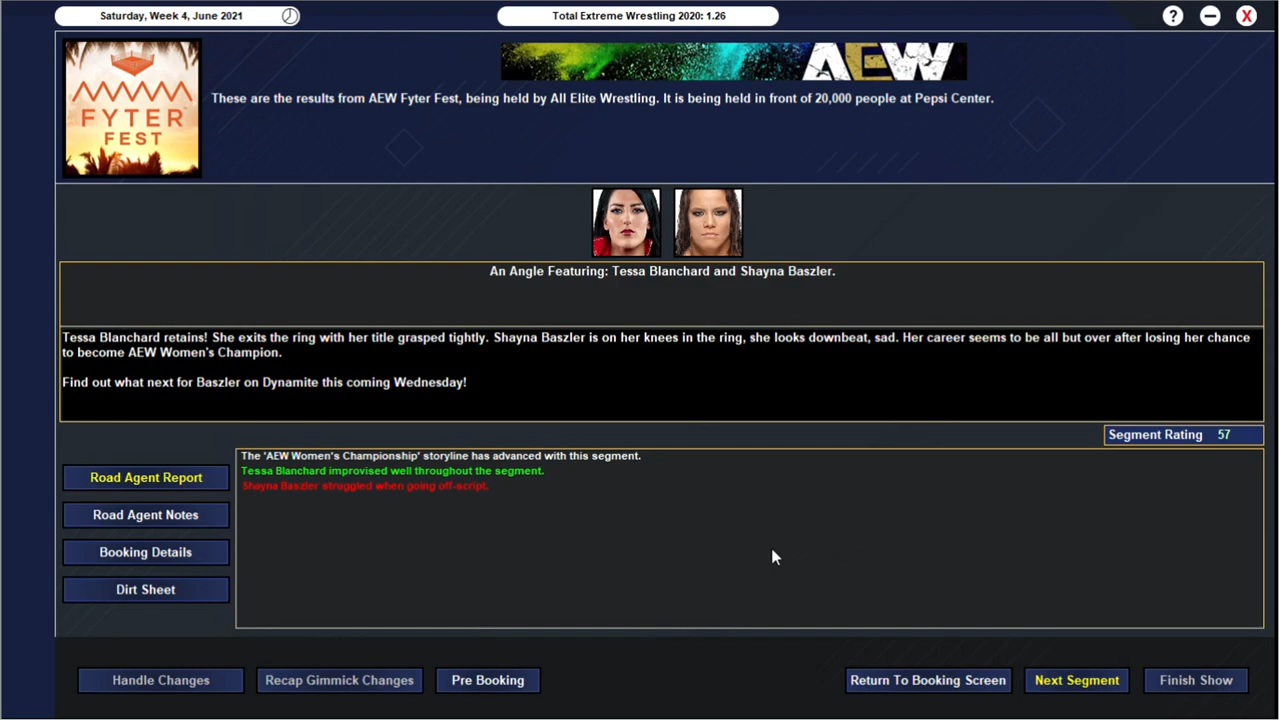 Saturday, Week 4, June 2021
Total Extreme Wrestling 2020: 1.26
?
X
FYTER
FEST
AEW
These are the results from AEW Fyter Fest, being held by All Elite Wrestling. It is being held in front of 20,000 people at Pepsi Center.
An Angle Featuring: Tessa Blanchard and Shayna Baszler.
Tessa Blanchard retains! She exits the ring with her title grasped tightly. Shayna Baszler is on her knees in the ring, she looks downbeat, sad. Her career seems to be all but over after losing her chance
to become AEW Women's Champion.
Find out what next for Baszler on Dynamite this coming Wednesday!
Segment Rating 57
The 'AEW Women's Championship' storyline has advanced with this segment.
Tessa Blanchard improvised well throughout the segment.
Shayna Baszler struggled when going off-script.
Road Agent Report
Road Agent Notes
Booking Details
Dirt Sheet
Handle Changes
Recap Gimmick Changes
Pre Booking
Return To Booking Screen
Next Segment
Finish Show